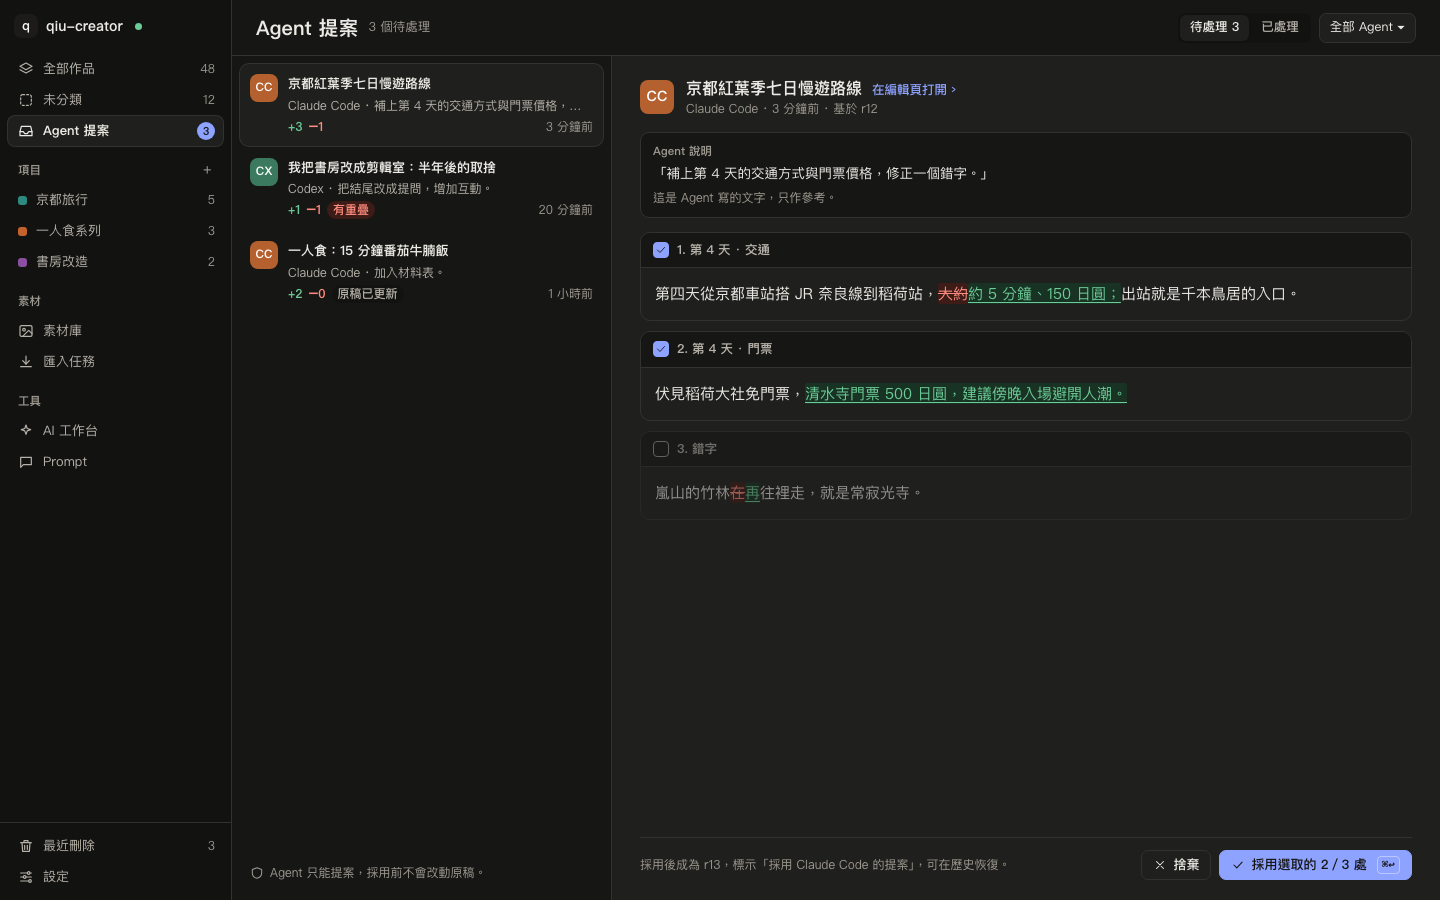 q qiu-creator
全部作品 48
未分類 12
Agent 提案 3
項目 +
京都旅行 5
一人食系列 3
書房改造 2
素材
素材庫
匯入任務
工具
AI 工作台
Prompt
最近刪除 3
設定
Agent 提案 3 個待處理
待處理 3 已處理 全部 Agent
CC 京都紅葉季七日慢遊路線
Claude Code · 補上第 4 天的交通方式與門票價格，...
+3 −1 3 分鐘前
CX 我把書房改成剪輯室：半年後的取捨
Codex · 把結尾改成提問，增加互動。
+1 −1 有重疊 20 分鐘前
CC 一人食：15 分鐘番茄牛腩飯
Claude Code · 加入材料表。
+2 −0 原稿已更新 1 小時前
Agent 只能提案，採用前不會改動原稿。
CC 京都紅葉季七日慢遊路線 在編輯頁打開 ›
Claude Code · 3 分鐘前 · 基於 r12
Agent 說明
「補上第 4 天的交通方式與門票價格，修正一個錯字。」
這是 Agent 寫的文字，只作參考。
1. 第 4 天 · 交通
第四天從京都車站搭 JR 奈良線到稻荷站，大約約 5 分鐘、150 日圓；出站就是千本鳥居的入口。
2. 第 4 天 · 門票
伏見稻荷大社免門票，清水寺門票 500 日圓，建議傍晚入場避開人潮。
3. 錯字
嵐山的竹林在再往裡走，就是常寂光寺。
採用後成為 r13，標示「採用 Claude Code 的提案」，可在歷史恢復。
捨棄
採用選取的 2 / 3 處 ⌘↩